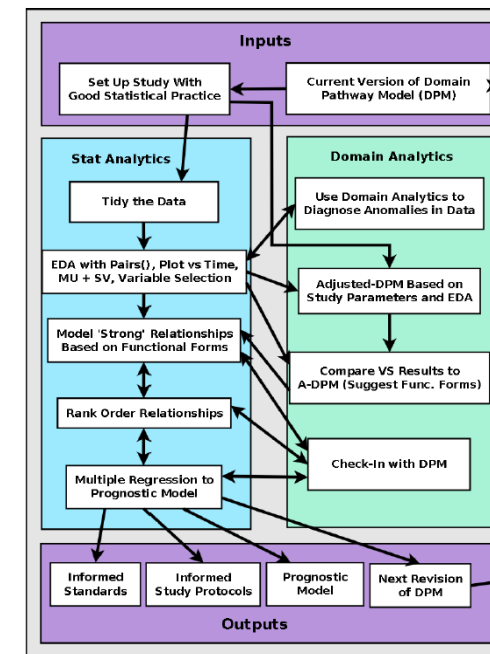 Inputs
Set Up Study With
Good Statistical Practice
Current Version of Domain
Pathway Model (DPM)
Stat Analytics
Tidy the Data
EDA with Pairs(), Plot vs Time,
MU + SV, Variable Selection
Model 'Strong' Relationships
Based on Functional Forms
Rank Order Relationships
Multiple Regression to
Prognostic Model
Domain Analytics
Use Domain Analytics to
Diagnose Anomalies in Data
Adjusted-DPM Based on
Study Parameters and EDA
Compare VS Results to
A-DPM (Suggest Func. Forms)
Check-In with DPM
Informed
Standards
Informed
Study Protocols
Prognostic
Model
Next Revision
of DPM
Outputs